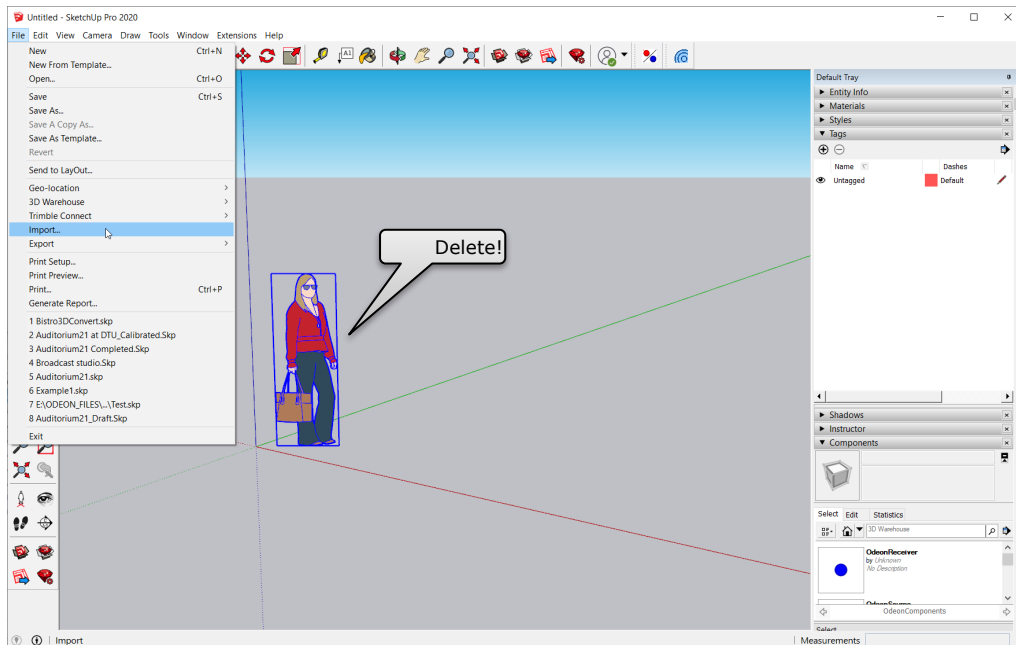 Untitled - SketchUp Pro 2020
File Edit View Camera Draw Tools Window Extensions Help
New Ctrl+N
New From Template...
Open... Ctrl+O
Save Ctrl+S
Save As...
Save A Copy As...
Save As Template...
Revert
Send to LayOut...
Geo-location
3D Warehouse
Trimble Connect
Import...
Export
Print Setup...
Print Preview...
Print... Ctrl+P
Generate Report...
1 Bistro3DConvert.skp
2 Auditorium21 at DTU_Calibrated.Skp
3 Auditorium21 Completed.Skp
4 Broadcast studio.Skp
5 Auditorium21.skp
6 Example1.skp
7 E:\ODEON_FILES\...\Test.skp
8 Auditorium21_Draft.Skp
Exit
A1
Delete!
Default Tray
Entity Info
Materials
Styles
Tags
Name Dashes
Untagged Default
Shadows
Instructor
Components
Select Edit Statistics
3D Warehouse
OdeonReceiver
by Unknown
No Description
OdeonComponents
Import
Measurements